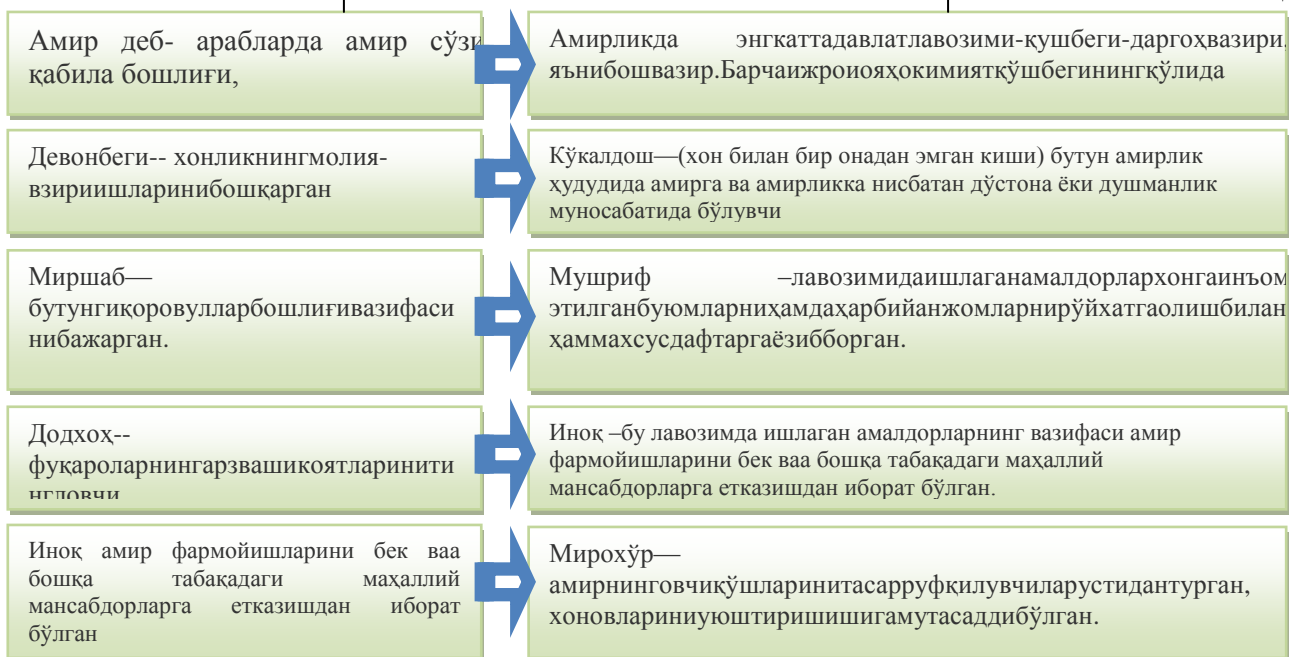 Амир деб- арабларда амир сўзи
қабила бошлиғи,
Амирликда энгкаттадавлатлавозими-қушбеги-даргоҳвазири,
яънибошвазир.Барчаижроиояҳокимиятқўшбегинингқўлида
Девонбеги-- хонликнингмолия-
взириишларинибошқарган
Кўкалдош—(хон билан бир онадан эмган киши) бутун амирлик
ҳудудида амирга ва амирликка нисбатан дўстона ёки душманлик
муносабатида бўлувчи
Миршаб—
бутунгиқоровулларбошлиғивазифаси
нибажарган.
Мушриф –лавозимидаишлаганамалдорлархонгаинъом
этилганбуюмларниҳамдаҳарбийанжомларнирўйхатгаолишбилан
ҳаммахсусдафтаргаёзибборган.
Додхоҳ--
фуқароларнингарзвашикоятларинити
нгловчи
Иноқ –бу лавозимда ишлаган амалдорларнинг вазифаси амир
фармойишларини бек ваа бошқа табақадаги маҳаллий
мансабдорларга етказишдан иборат бўлган.
Иноқ амир фармойишларини бек ваа
бошқа табақадаги маҳаллий
мансабдорларга етказишдан иборат
бўлган
Мирохўр—
амирнинговчиқўшларинитасарруфқилувчиларустидантурган,
хоновлариниуюштиришишигамутасаддибўлган.